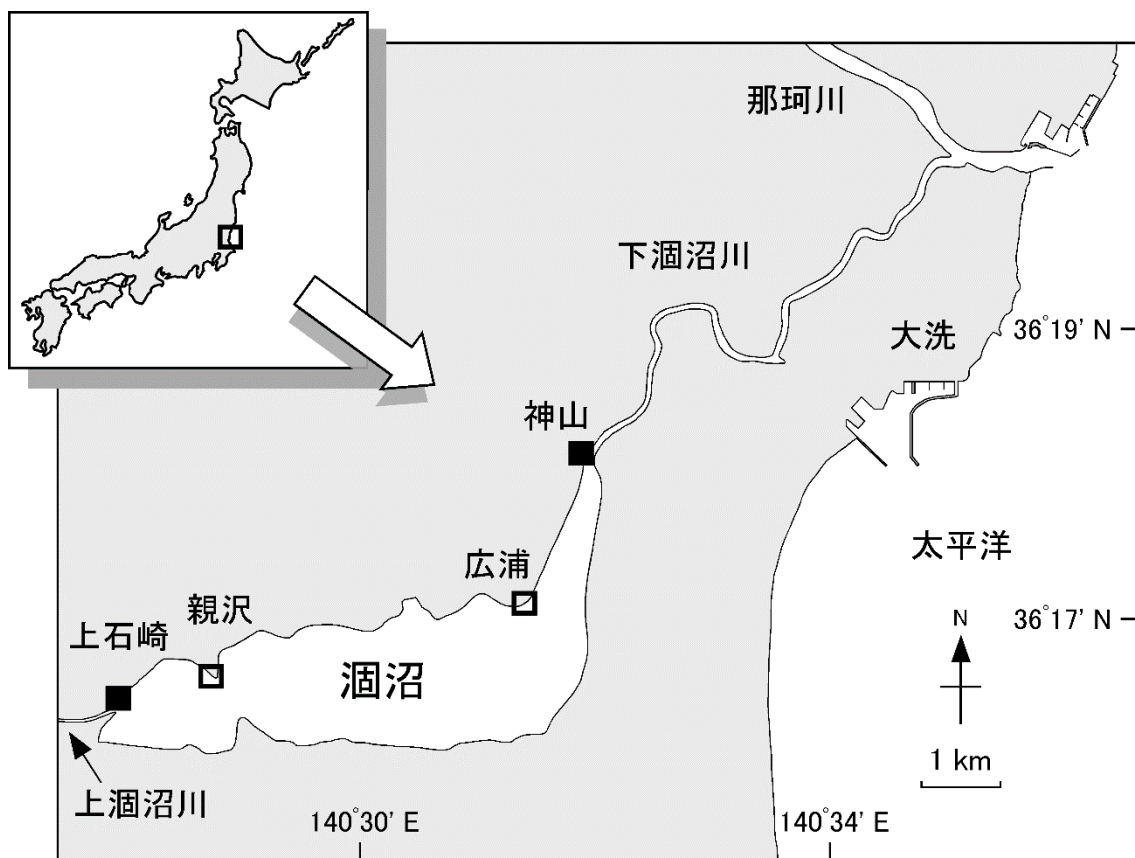 那珂川
下涸沼川
大洗
36°19' N
神山
太平洋
広浦
親沢
36°17' N
N
上石崎
涸沼
1 km
上涸沼川
140°30' E
140°34' E